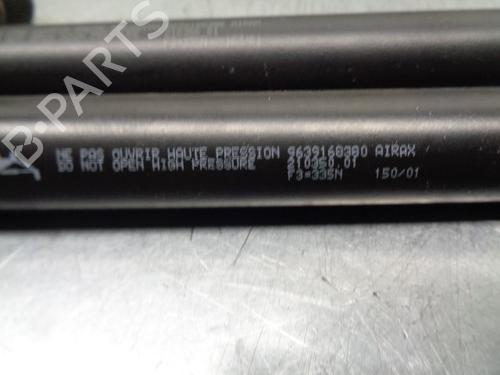 NE PAS OUVRIR HAUTE PRESSION 9639160380 AIRAX
DO NOT OPEN HIGH PRESSURE 210350.01
F3=335N 150/01
B-Parts